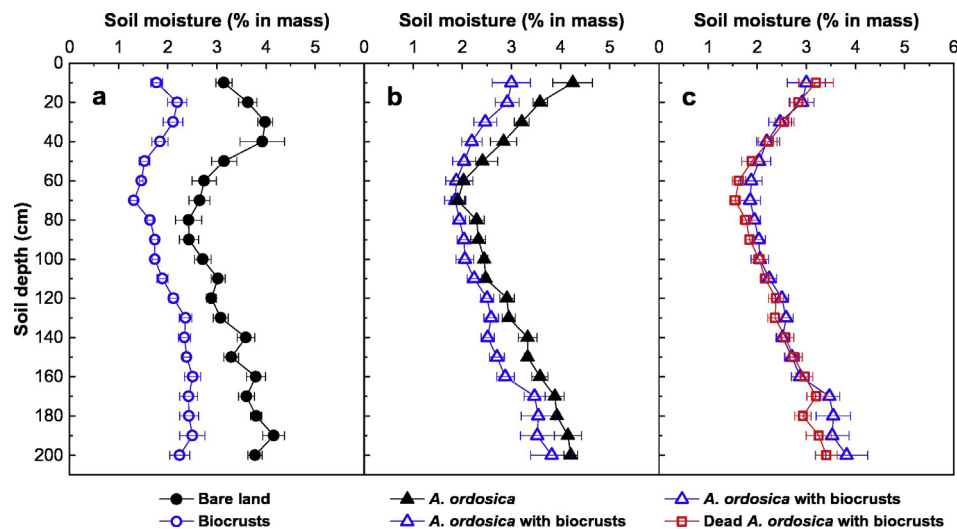 Soil moisture (% in mass) Soil moisture (% in mass) Soil moisture (% in mass)
0 1 2 3 4 5 0 1 2 3 4 5 0 1 2 3 4 5 6
Soil depth (cm)
0
20
40
60
80
100
120
140
160
180
200
a b c
Bare land A. ordosica A. ordosica with biocrusts
Biocrusts A. ordosica with biocrusts Dead A. ordosica with biocrusts